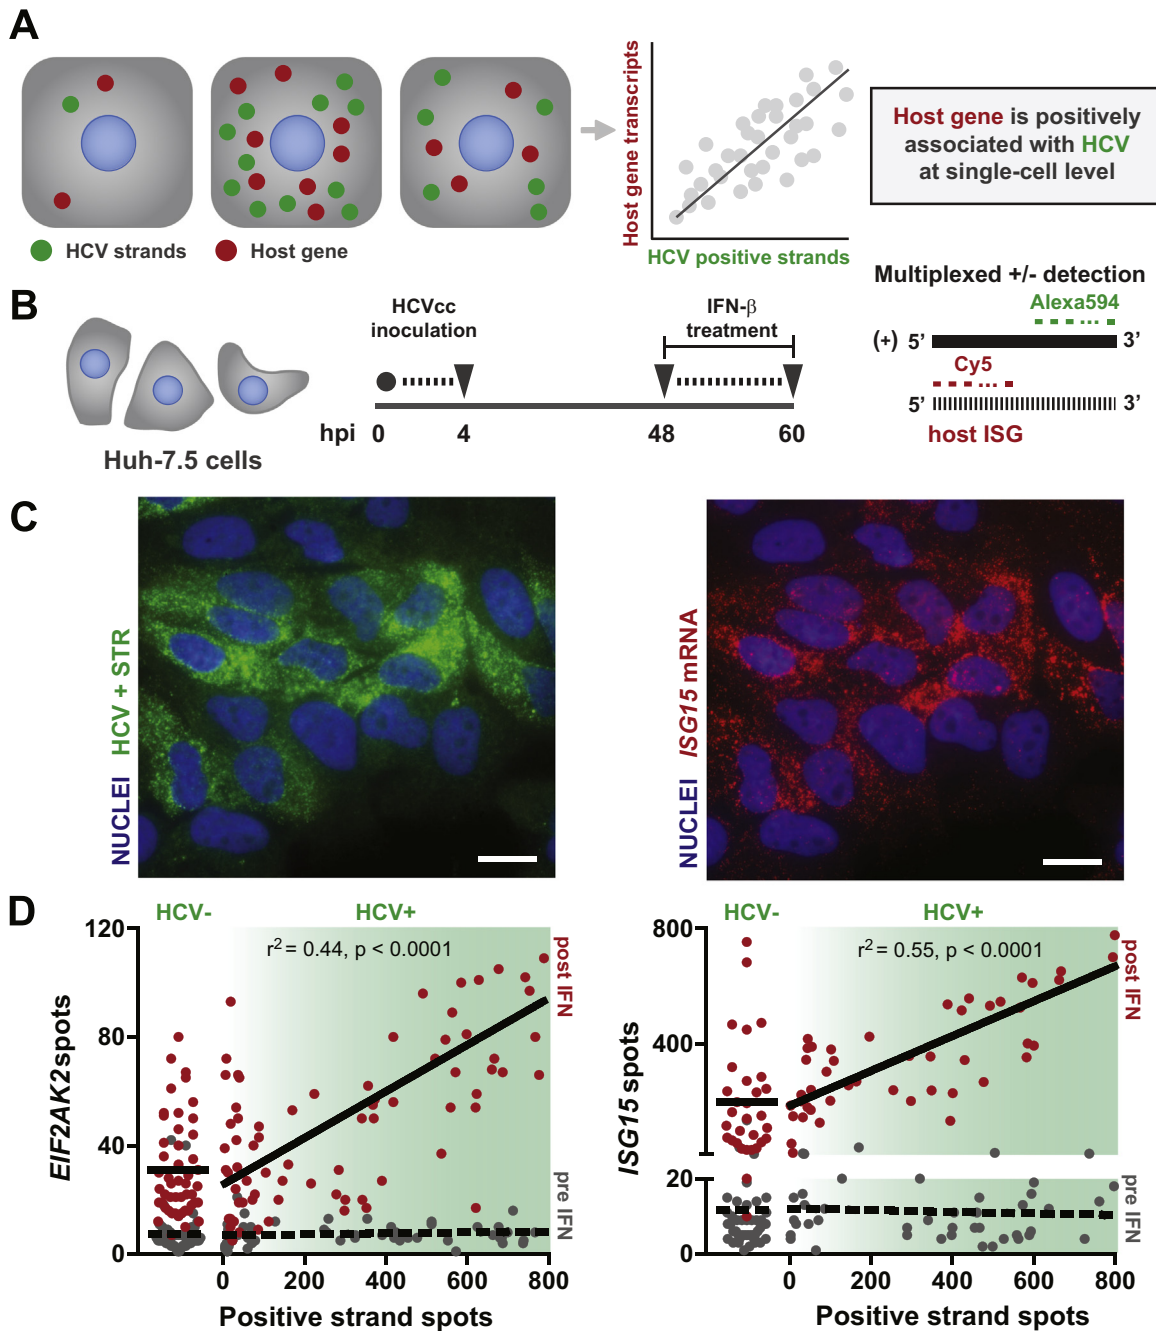 A
HCV strands
Host gene
Host gene transcripts
HCV positive strands
Host gene is positively
associated with HCV
at single-cell level
B
Huh-7.5 cells
HCVcc
inoculation
IFN-β
treatment
hpi
0
4
48
60
Multiplexed +/- detection
Alexa594
(+) 5’ 3’
Cy5
5’ 3’
host ISG
C
NUCLEI HCV + STR
NUCLEI ISG15 mRNA
D
HCV- HCV+
r² = 0.44, p < 0.0001
EIF2AK2 spots
120
80
40
0
post IFN
pre IFN
0 200 400 600 800
Positive strand spots
HCV- HCV+
r² = 0.55, p < 0.0001
ISG15 spots
800
400
20
0
post IFN
pre IFN
0 200 400 600 800
Positive strand spots